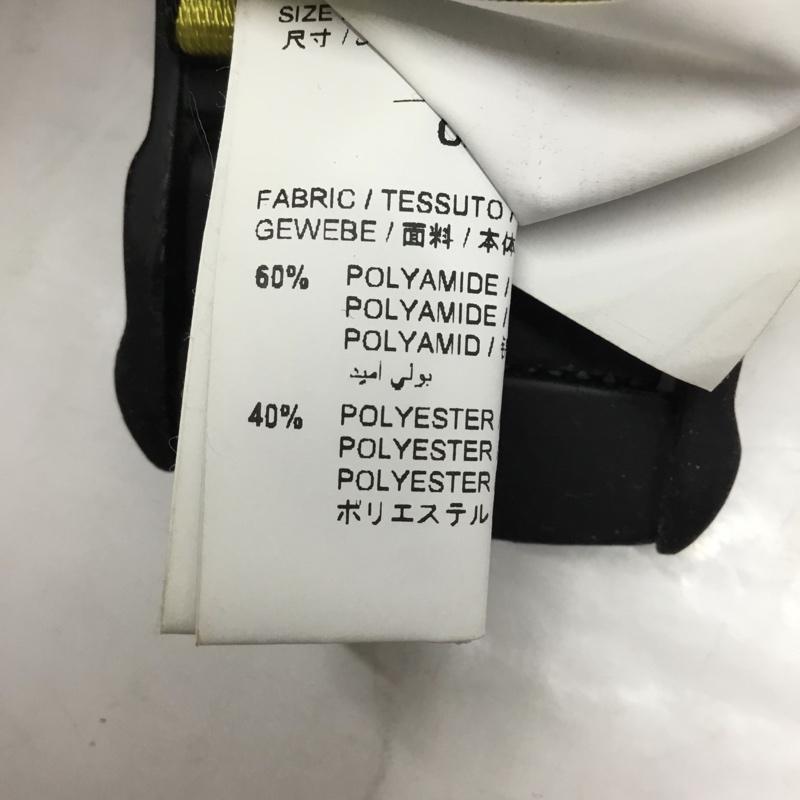 SIZE
尺寸 /
FABRIC / TESSUTO /
GEWEBE / 面料 / 本体
60% POLYAMIDE /
POLYAMIDE /
POLYAMID /
بولي اميد
40% POLYESTER
POLYESTER
POLYESTER
ポリエステル